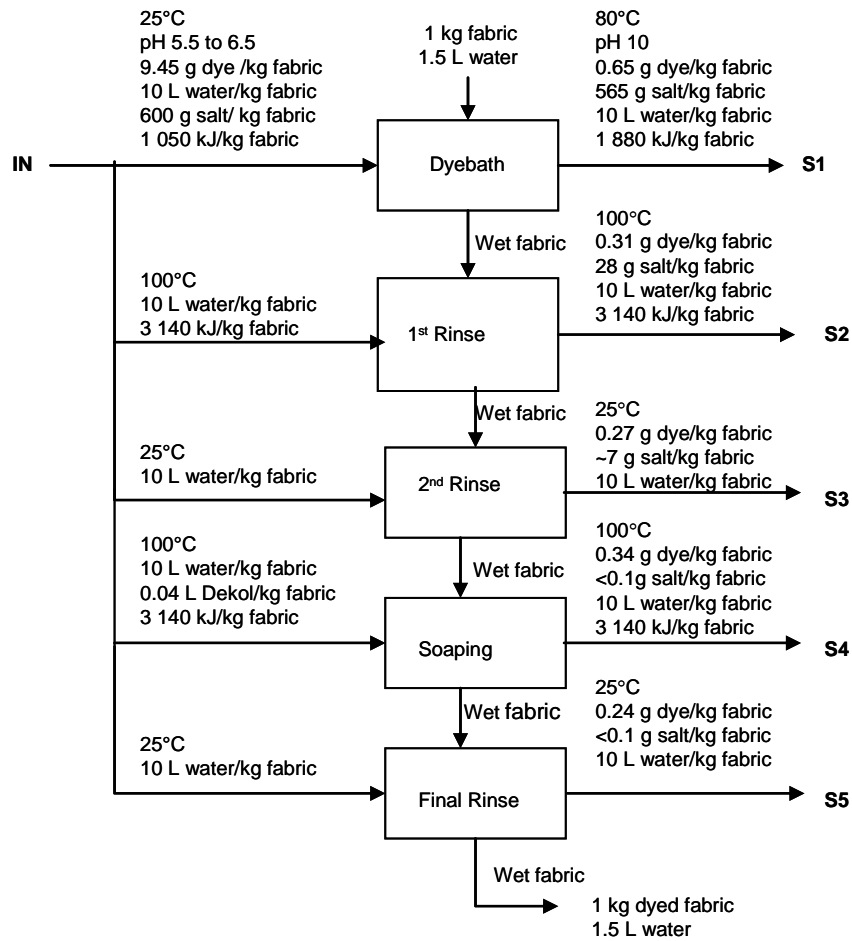 25°C
pH 5.5 to 6.5
9.45 g dye /kg fabric
10 L water/kg fabric
600 g salt/ kg fabric
1 050 kJ/kg fabric
1 kg fabric
1.5 L water
80°C
pH 10
0.65 g dye/kg fabric
565 g salt/kg fabric
10 L water/kg fabric
1 880 kJ/kg fabric
IN
Dyebath
S1
Wet fabric
100°C
0.31 g dye/kg fabric
28 g salt/kg fabric
10 L water/kg fabric
3 140 kJ/kg fabric
100°C
10 L water/kg fabric
3 140 kJ/kg fabric
1st Rinse
S2
Wet fabric
25°C
0.27 g dye/kg fabric
~7 g salt/kg fabric
10 L water/kg fabric
25°C
10 L water/kg fabric
2nd Rinse
S3
Wet fabric
100°C
0.34 g dye/kg fabric
<0.1g salt/kg fabric
10 L water/kg fabric
3 140 kJ/kg fabric
100°C
10 L water/kg fabric
0.04 L Dekol/kg fabric
3 140 kJ/kg fabric
Soaping
S4
Wet fabric
25°C
0.24 g dye/kg fabric
<0.1 g salt/kg fabric
10 L water/kg fabric
25°C
10 L water/kg fabric
Final Rinse
S5
Wet fabric
1 kg dyed fabric
1.5 L water